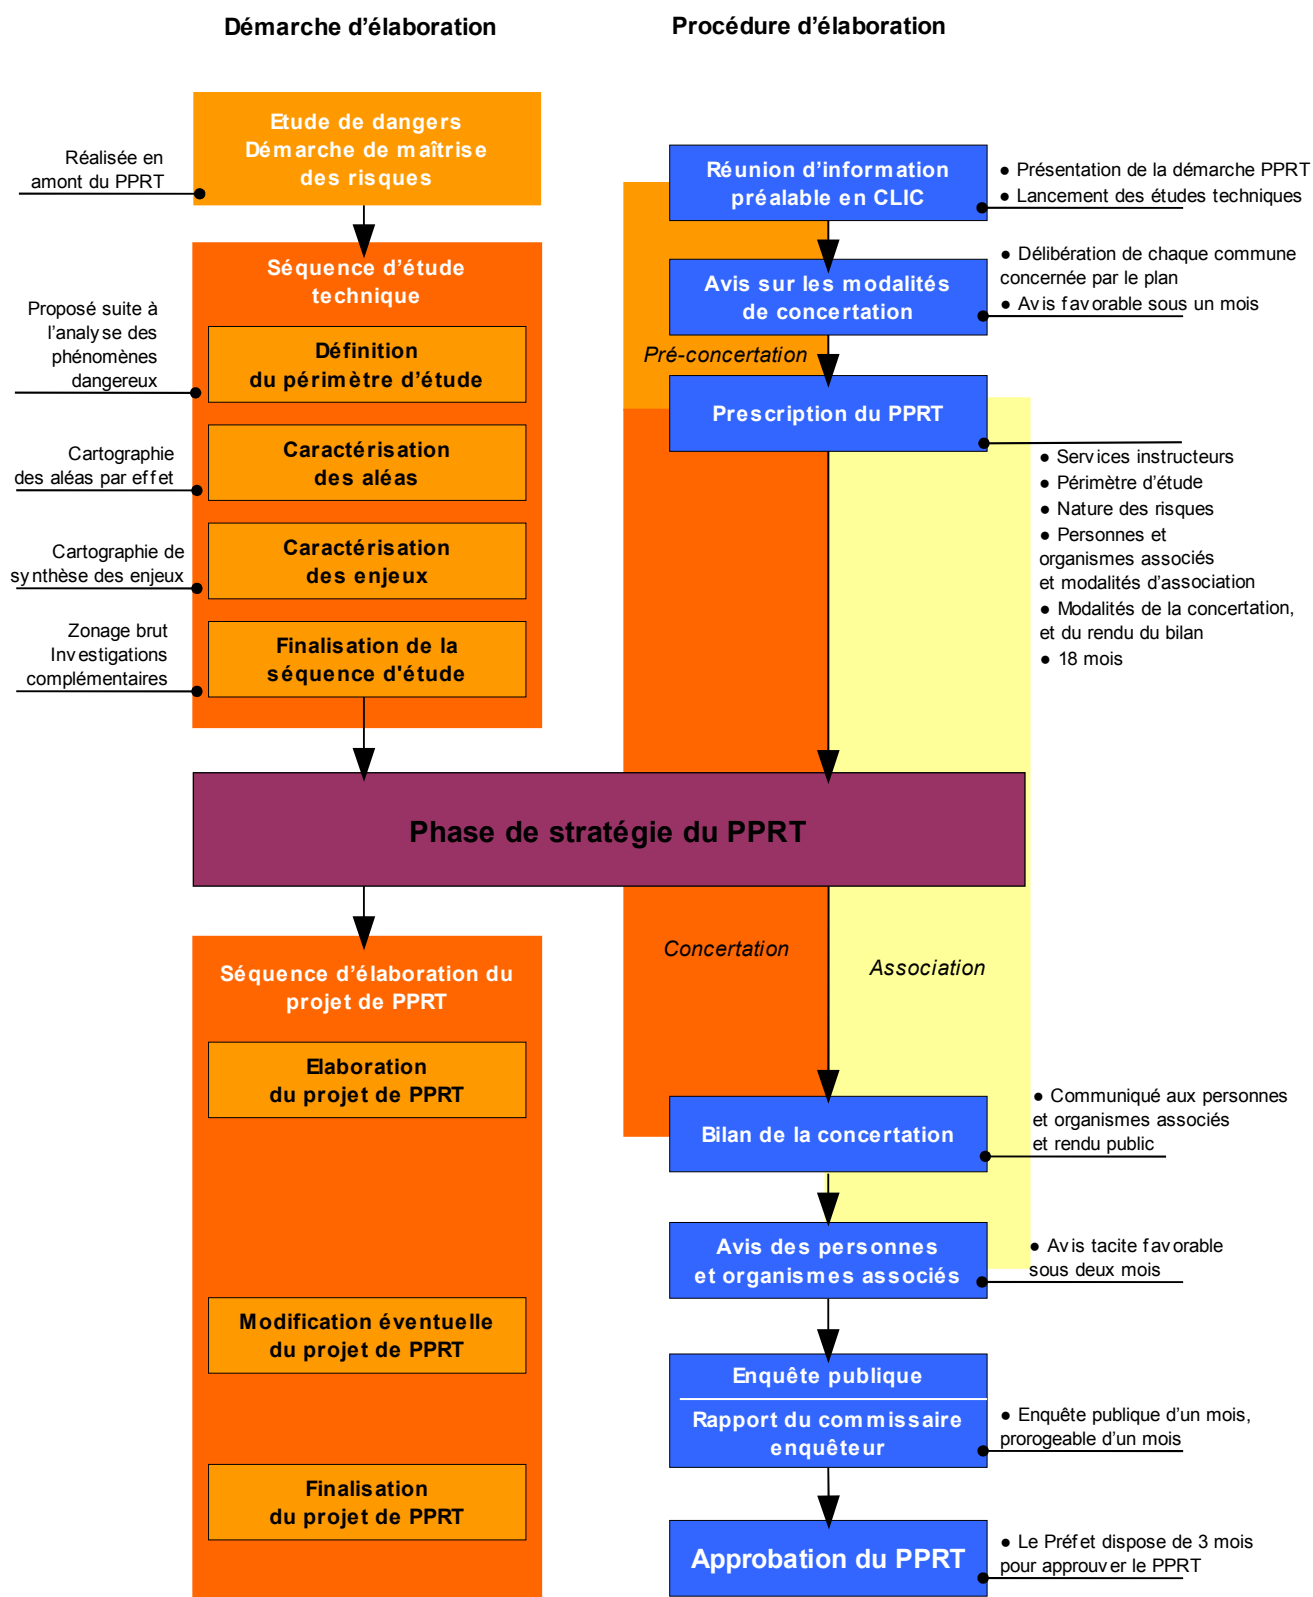 Démarche d'élaboration
Procédure d'élaboration
Etude de dangers
Démarche de maîtrise
des risques
Réalisée en
amont du PPRT
Séquence d'étude
technique
Proposé suite à
l'analyse des
phénomènes
dangereux
Définition
du périmètre d'étude
Cartographie
des aléas par effet
Caractérisation
des aléas
Cartographie de
synthèse des enjeux
Caractérisation
des enjeux
Zonage brut
Investigations
complémentaires
Finalisation de la
séquence d'étude
Réunion d'information
préalable en CLIC
● Présentation de la démarche PPRT
● Lancement des études techniques
Avis sur les modalités
de concertation
● Délibération de chaque commune
concernée par le plan
● Avis favorable sous un mois
Pré-concertation
Prescription du PPRT
● Services instructeurs
● Périmètre d'étude
● Nature des risques
● Personnes et
organismes associés
et modalités d'association
● Modalités de la concertation,
et du rendu du bilan
● 18 mois
Phase de stratégie du PPRT
Concertation
Association
Séquence d'élaboration du
projet de PPRT
Elaboration
du projet de PPRT
Modification éventuelle
du projet de PPRT
Finalisation
du projet de PPRT
Bilan de la concertation
● Communiqué aux personnes
et organismes associés
et rendu public
Avis des personnes
et organismes associés
● Avis tacite favorable
sous deux mois
Enquête publique
Rapport du commissaire
enquêteur
● Enquête publique d'un mois,
prorogeable d'un mois
Approbation du PPRT
● Le Préfet dispose de 3 mois
pour approuver le PPRT